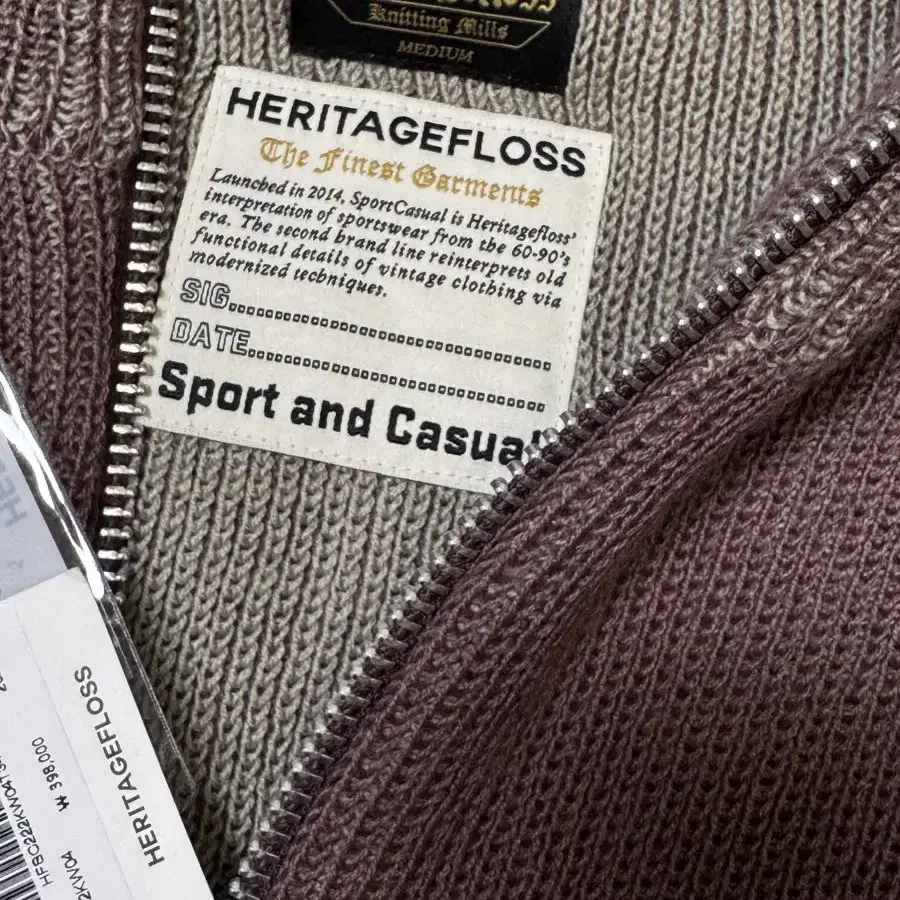 Knitting Mills
MEDIUM
HERITAGEFLOSS
The Finest Garments
Launched in 2014, SportCasual is Heritagefloss'
interpretation of sportswear from the 60-90's
era. The second brand line reinterprets old
functional details of vintage clothing via
modernized techniques.
SIG
DATE
Sport and Casual
HERITAGEFLOSS
₩ 398,000
2KW04